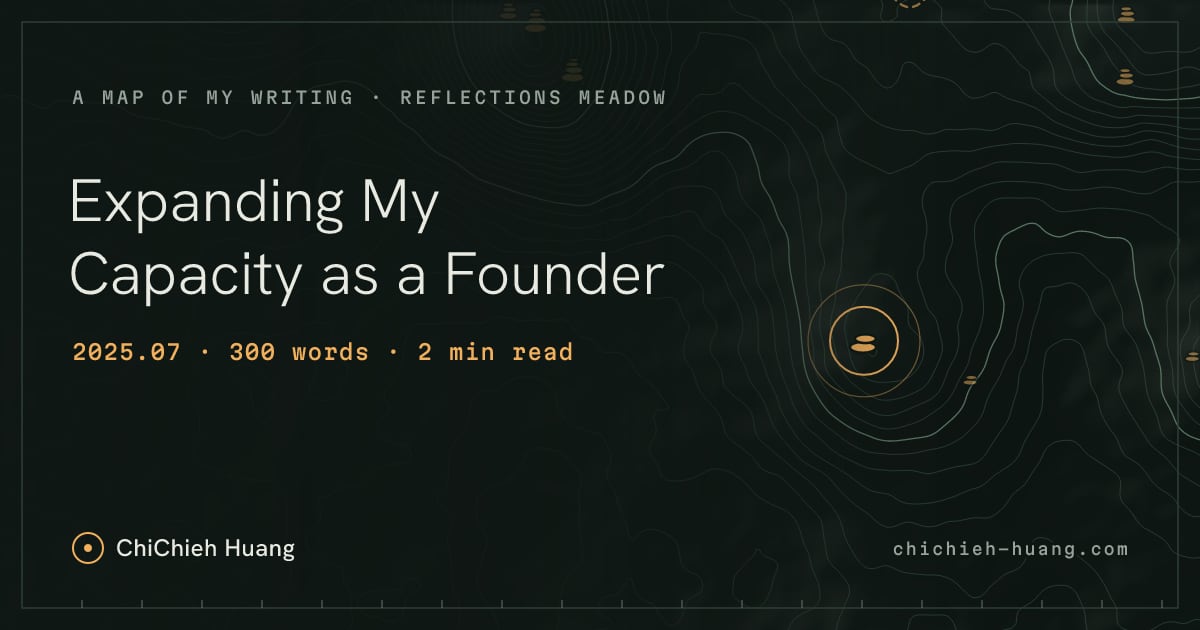 A MAP OF MY WRITING · REFLECTIONS MEADOW
Expanding My
Capacity as a Founder
2025.07 · 300 words · 2 min read
ChiChieh Huang
chichieh-huang.com